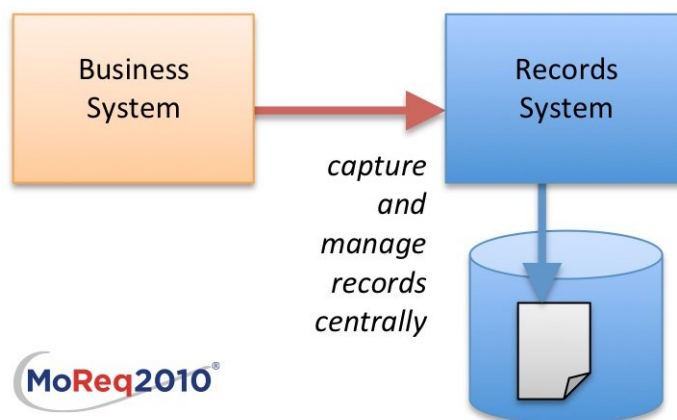 Business
System
Records
System
capture
and
manage
records
centrally
MoReq2010®